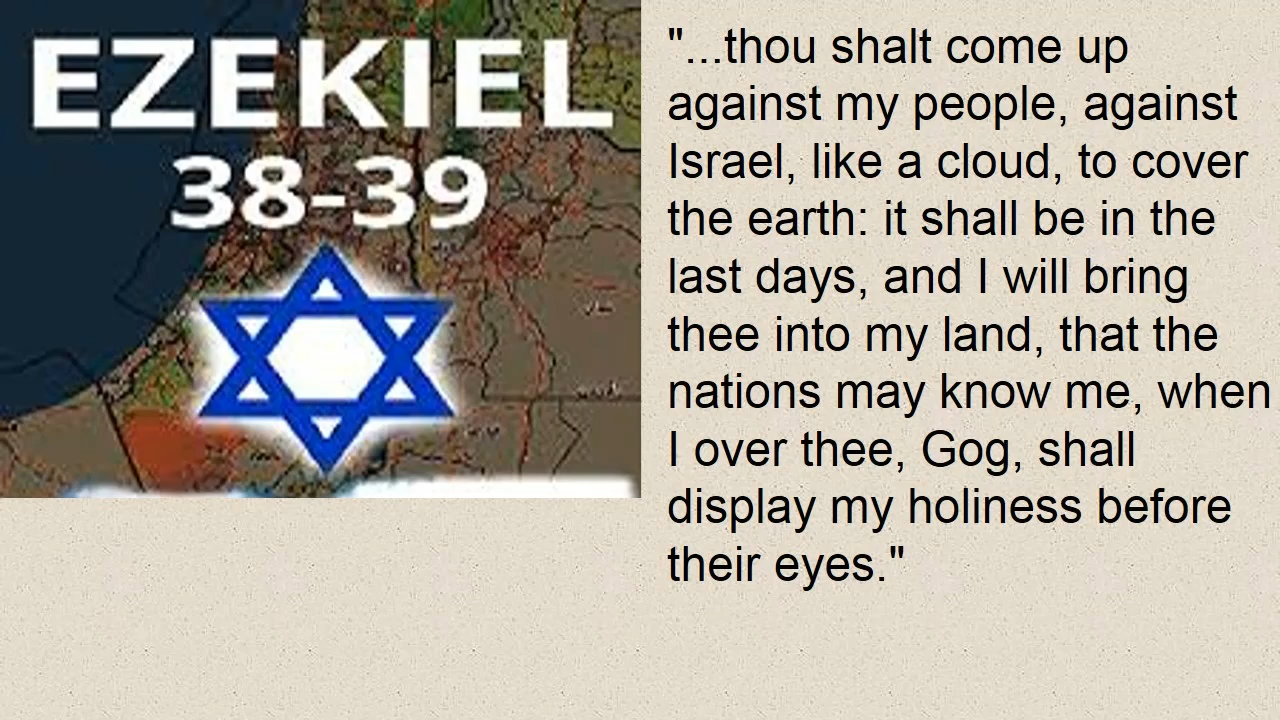 EZEKIEL
38-39
"...thou shalt come up
against my people, against
Israel, like a cloud, to cover
the earth: it shall be in the
last days, and I will bring
thee into my land, that the
nations may know me, when
I over thee, Gog, shall
display my holiness before
their eyes."